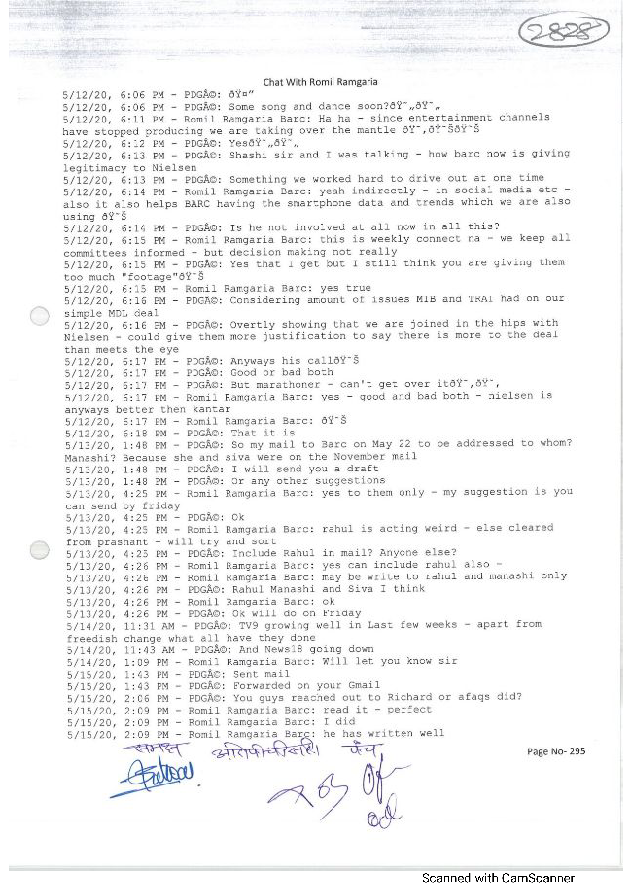 2828
Chat With Romil Ramgaria
5/12/20, 6:06 PM - PDGÃ©: ðŸ¤"
5/12/20, 6:06 PM - PDGÃ©: Some song and dance soon?ðŸ˜„ðŸ˜„
5/12/20, 6:11 PM - Romil Ramgaria Barc: Ha ha - since entertainment channels
have stopped producing we are taking over the mantle ðŸ˜‚ðŸ˜ŠðŸ˜Š
5/12/20, 6:12 PM - PDGÃ©: YesðŸ˜„ðŸ˜„
5/12/20, 6:13 PM - PDGÃ©: Shashi sir and I was talking - how barc now is giving
legitimacy to Nielsen
5/12/20, 6:13 PM - PDGÃ©: Something we worked hard to drive out at one time
5/12/20, 6:14 PM - Romil Ramgaria Barc: yeah indirectly - in social media etc -
also it also helps BARC having the smartphone data and trends which we are also
using ðŸ˜Š
5/12/20, 6:14 PM - PDGÃ©: Is he not involved at all now in all this?
5/12/20, 6:15 PM - Romil Ramgaria Barc: this is weekly connect na - we keep all
committees informed - but decision making not really
5/12/20, 6:15 PM - PDGÃ©: Yes that I get but I still think you are giving them
too much "footage"ðŸ˜Š
5/12/20, 6:15 PM - Romil Ramgaria Barc: yes true
5/12/20, 6:16 PM - PDGÃ©: Considering amount of issues MIB and TRAI had on our
simple MDL deal
5/12/20, 6:16 PM - PDGÃ©: Overtly showing that we are joined in the hips with
Nielsen - could give them more justification to say there is more to the deal
than meets the eye
5/12/20, 6:17 PM - PDGÃ©: Anyways his callðŸ˜Š
5/12/20, 6:17 PM - PDGÃ©: Good or bad both
5/12/20, 6:17 PM - PDGÃ©: But marathoner - can't get over itðŸ˜‚ðŸ˜‚
5/12/20, 6:17 PM - Romil Ramgaria Barc: yes - good and bad both - nielsen is
anyways better then kantar
5/12/20, 6:17 PM - Romil Ramgaria Barc: ðŸ˜Š
5/12/20, 6:18 PM - PDGÃ©: That it is
5/13/20, 1:48 PM - PDGÃ©: So my mail to Barc on May 22 to be addressed to whom?
Manashi? Because she and siva were on the November mail
5/13/20, 1:48 PM - PDGÃ©: I will send you a draft
5/13/20, 1:48 PM - PDGÃ©: Or any other suggestions
5/13/20, 4:25 PM - Romil Ramgaria Barc: yes to them only - my suggestion is you
can send by friday
5/13/20, 4:25 PM - PDGÃ©: Ok
5/13/20, 4:25 PM - Romil Ramgaria Barc: rahul is acting weird - else cleared
from prashant - will try and sort
5/13/20, 4:25 PM - PDGÃ©: Include Rahul in mail? Anyone else?
5/13/20, 4:26 PM - Romil Ramgaria Barc: yes can include rahul also -
5/13/20, 4:26 PM - Romil Ramgaria Barc: may be write to rahul and manashi only
5/13/20, 4:26 PM - PDGÃ©: Rahul Manashi and Siva I think
5/13/20, 4:26 PM - Romil Ramgaria Barc: ok
5/13/20, 4:26 PM - PDGÃ©: Ok will do on Friday
5/14/20, 11:31 AM - PDGÃ©: TV9 growing well in Last few weeks - apart from
freedish change what all have they done
5/14/20, 11:43 AM - PDGÃ©: And News18 going down
5/14/20, 1:09 PM - Romil Ramgaria Barc: Will let you know sir
5/15/20, 1:43 PM - PDGÃ©: Sent mail
5/15/20, 1:43 PM - PDGÃ©: Forwarded on your Gmail
5/15/20, 2:06 PM - PDGÃ©: You guys reached out to Richard or afaqs did?
5/15/20, 2:09 PM - Romil Ramgaria Barc: read it - perfect
5/15/20, 2:09 PM - Romil Ramgaria Barc: I did
5/15/20, 2:09 PM - Romil Ramgaria Barc: he has written well
समक्ष पंच
Page No- 295
Scanned with CamScanner